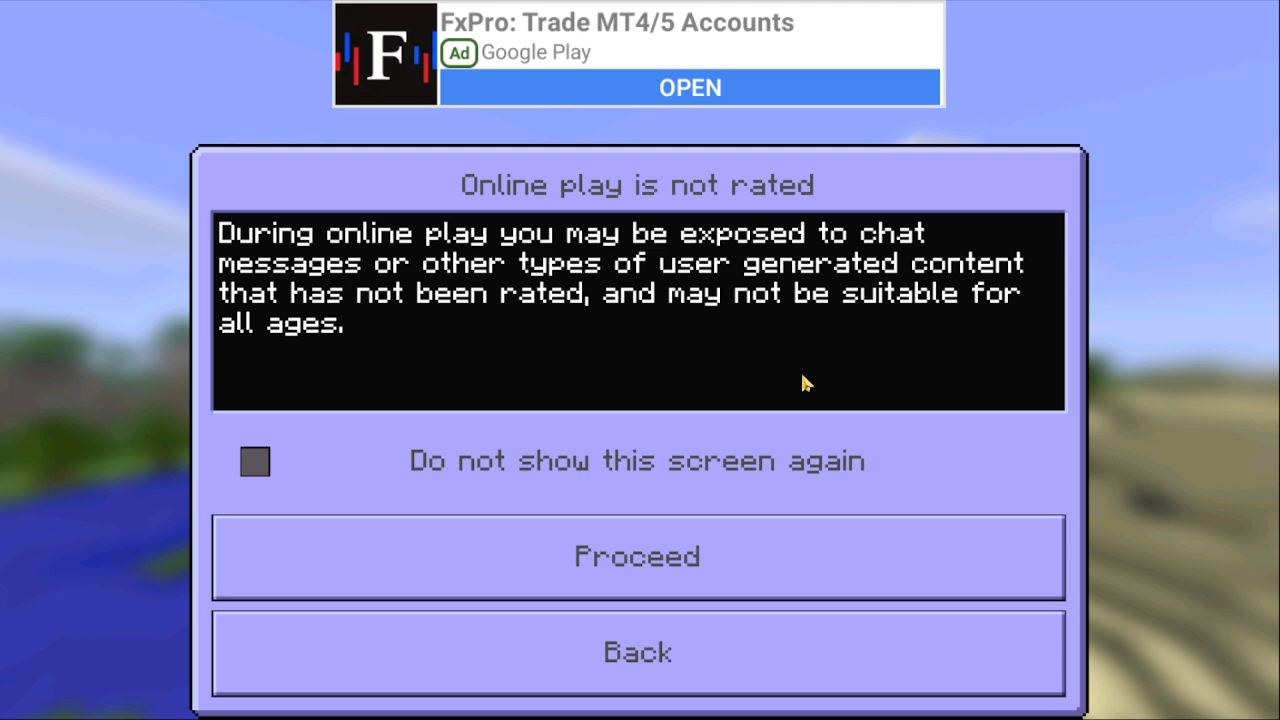 FxPro: Trade MT4/5 Accounts
Ad Google Play
F
OPEN
Online play is not rated
During online play you may be exposed to chat
messages or other types of user generated content
that has not been rated, and may not be suitable for
all ages.
Do not show this screen again
Proceed
Back